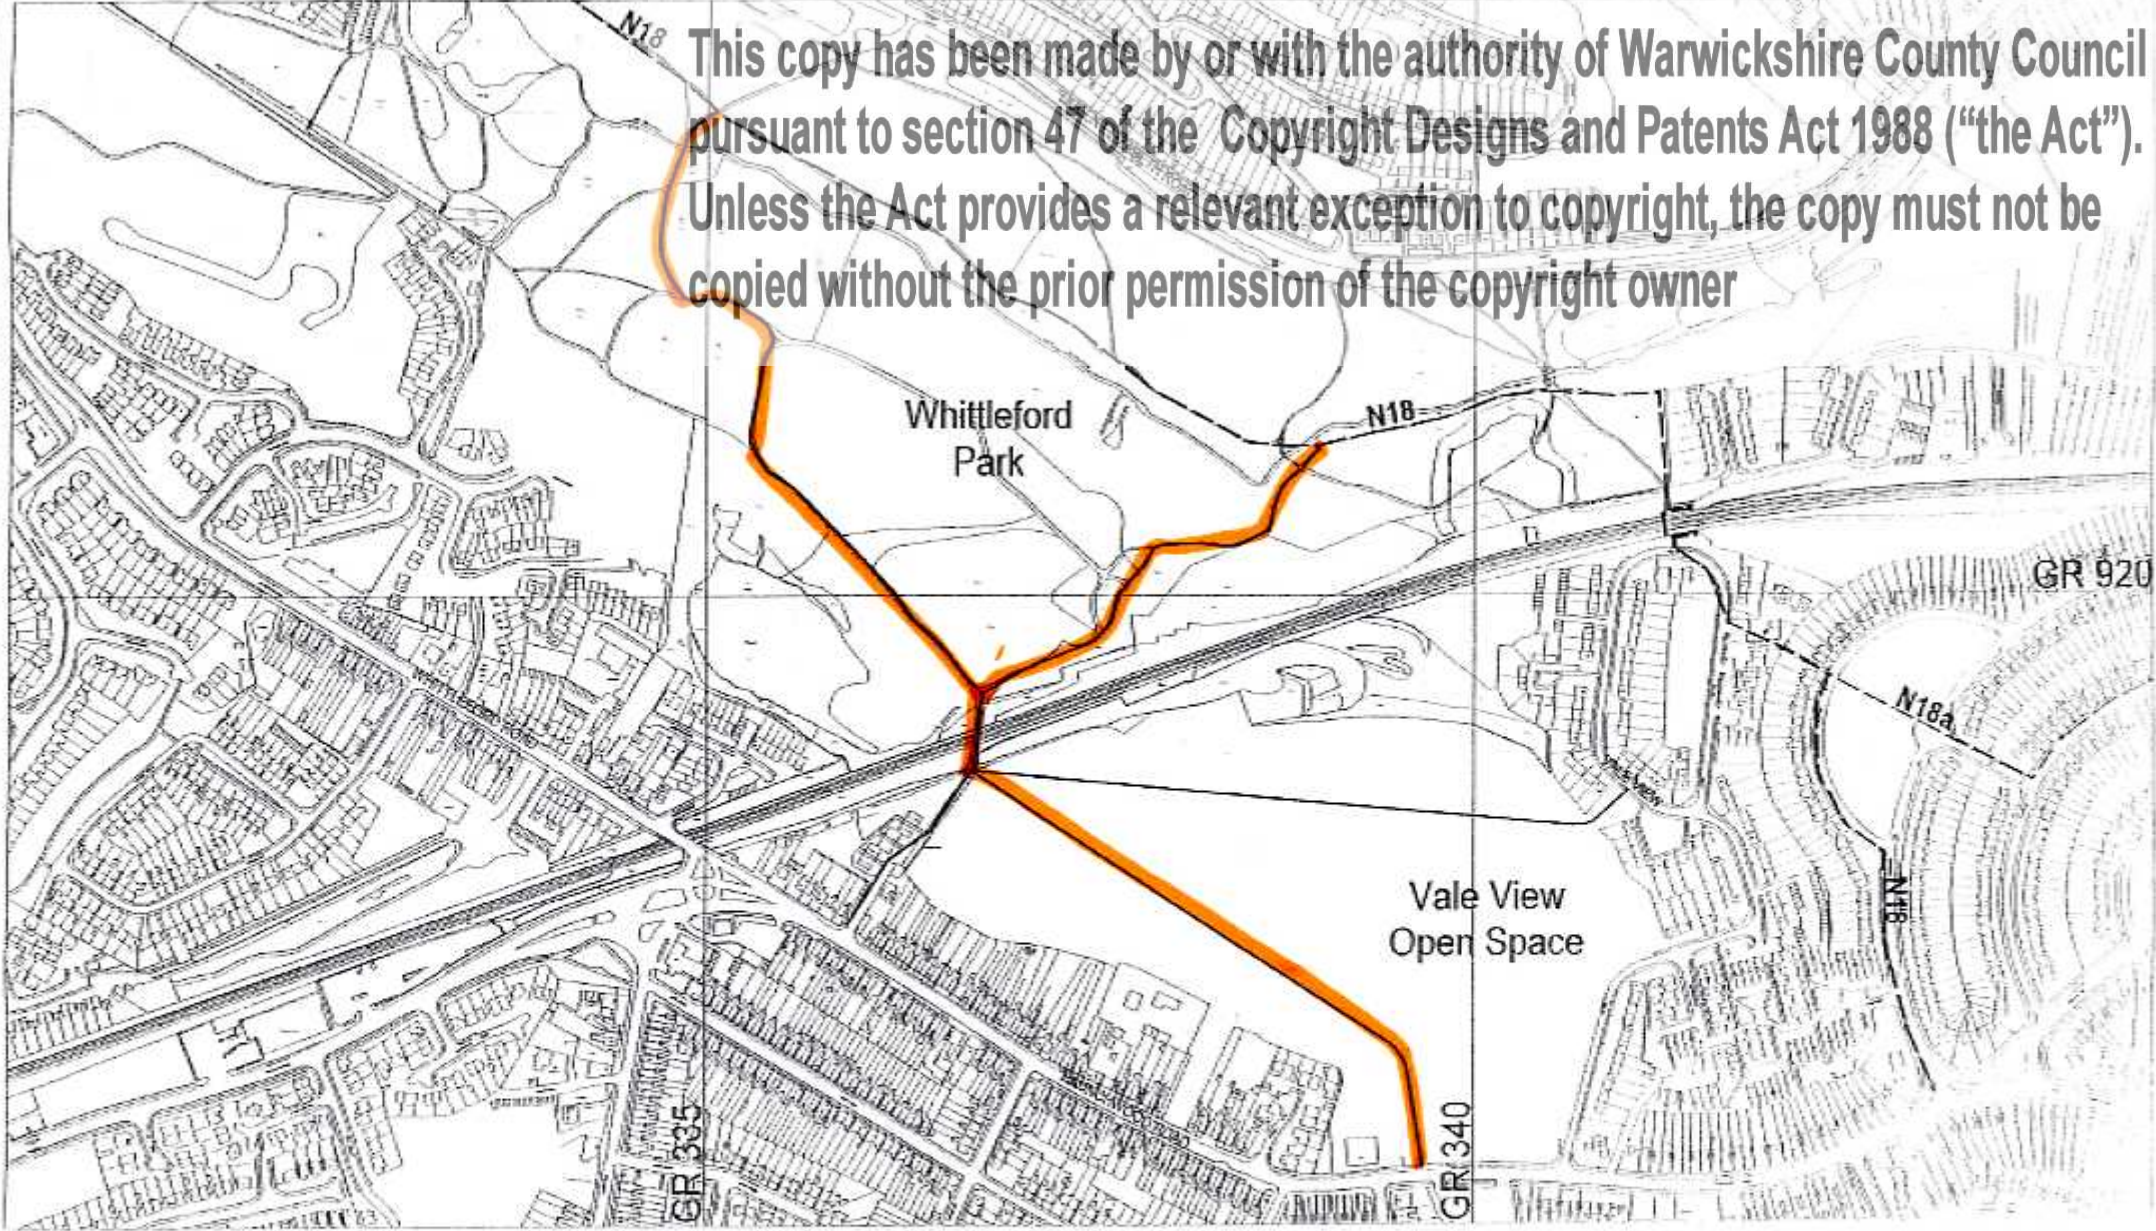 N18
This copy has been made by or with the authority of Warwickshire County Council
pursuant to section 47 of the Copyright Designs and Patents Act 1988 (“the Act”).
Unless the Act provides a relevant exception to copyright, the copy must not be
copied without the prior permission of the copyright owner
Whittleford
Park
N18
GR 920
N18a
Vale View
Open Space
N18
GR 335
GR 340